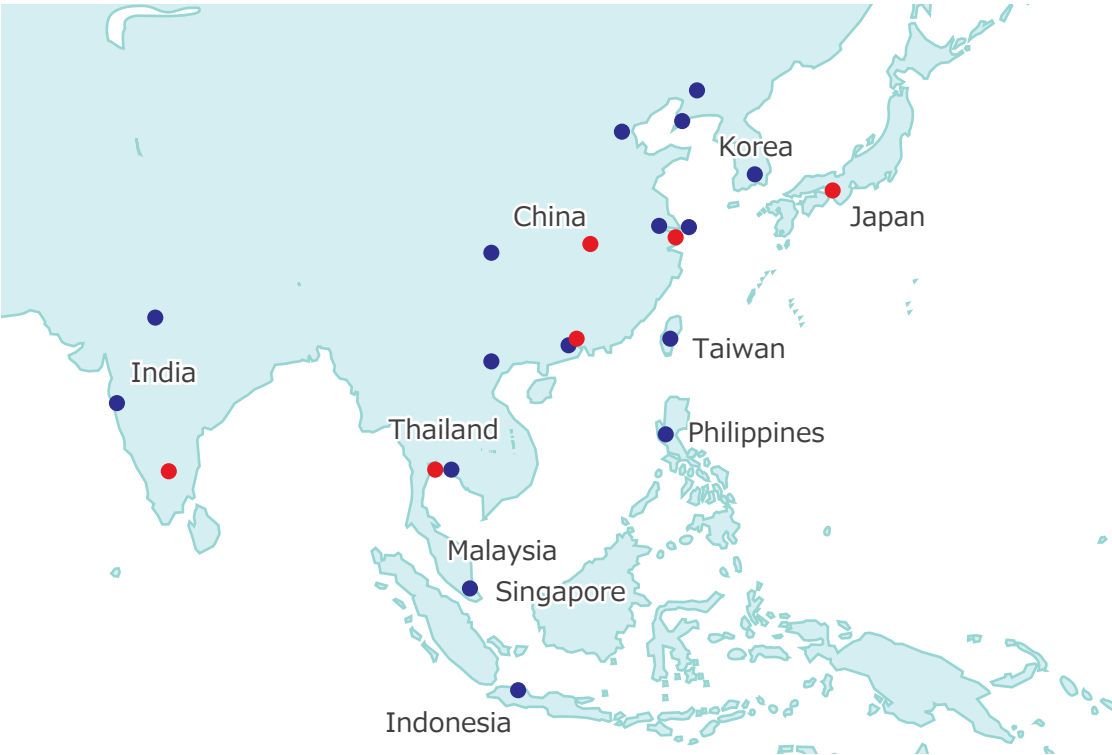 Korea
China
Japan
Taiwan
India
Thailand
Philippines
Malaysia
Singapore
Indonesia